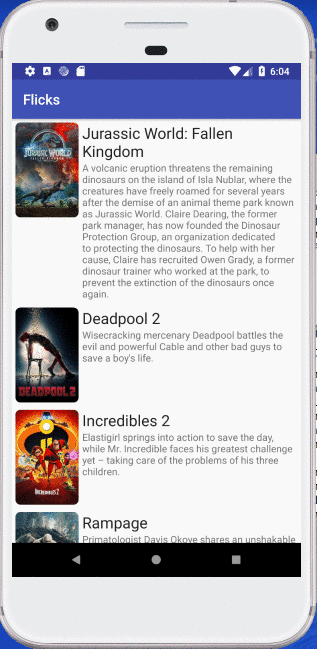 6:04
Flicks
JURASSIC WORLD
FALLEN KINGDOM
Jurassic World: Fallen
Kingdom
A volcanic eruption threatens the remaining
dinosaurs on the island of Isla Nublar, where the
creatures have freely roamed for several years
after the demise of an animal theme park known
as Jurassic World. Claire Dearing, the former
park manager, has now founded the Dinosaur
Protection Group, an organization dedicated
to protecting the dinosaurs. To help with her
cause, Claire has recruited Owen Grady, a former
dinosaur trainer who worked at the park, to
prevent the extinction of the dinosaurs once
again.
DEADPOOL 2
Deadpool 2
Wisecracking mercenary Deadpool battles the
evil and powerful Cable and other bad guys to
save a boy's life.
INCREDIBLES 2
Incredibles 2
Elastigirl springs into action to save the day,
while Mr. Incredible faces his greatest challenge
yet – taking care of the problems of his three
children.
Rampage
Primatologist Davis Okoye shares an unshakable